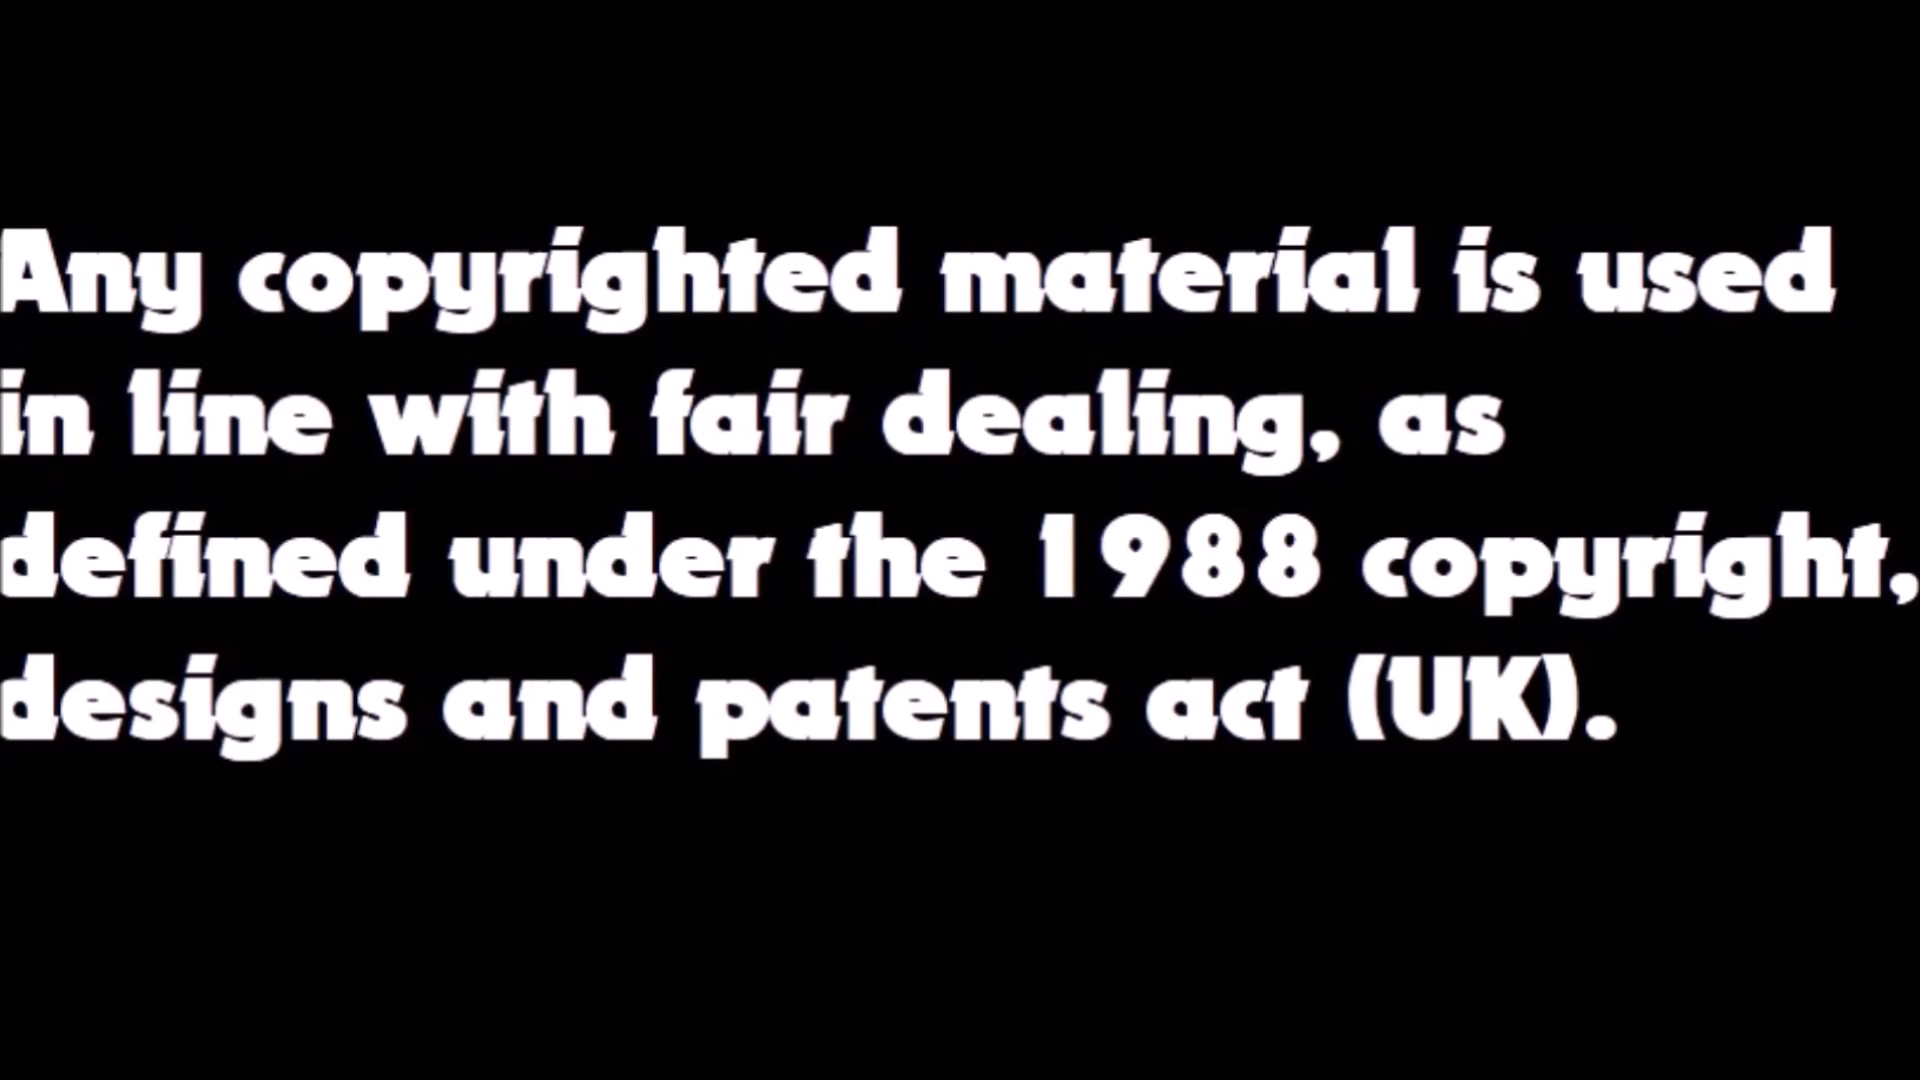 Any copyrighted material is used
in line with fair dealing, as
defined under the 1988 copyright,
designs and patents act (UK).